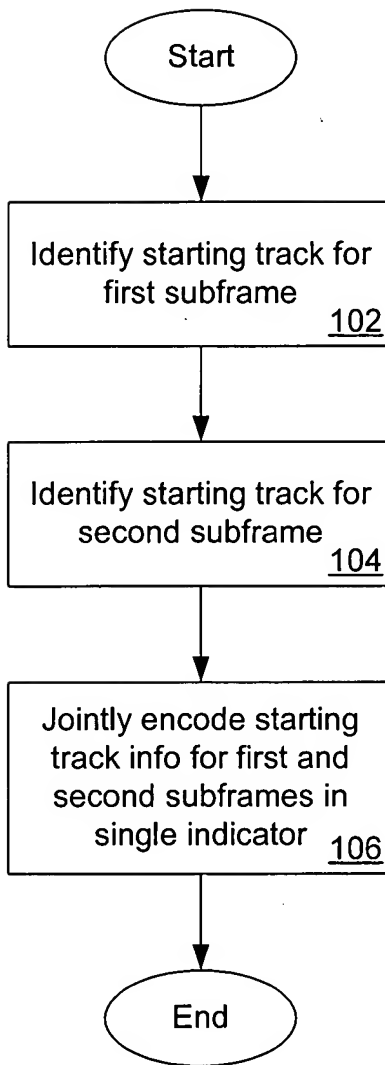 Start
Identify starting track for
first subframe
102
Identify starting track for
second subframe
104
Jointly encode starting
track info for first and
second subframes in
single indicator
106
End